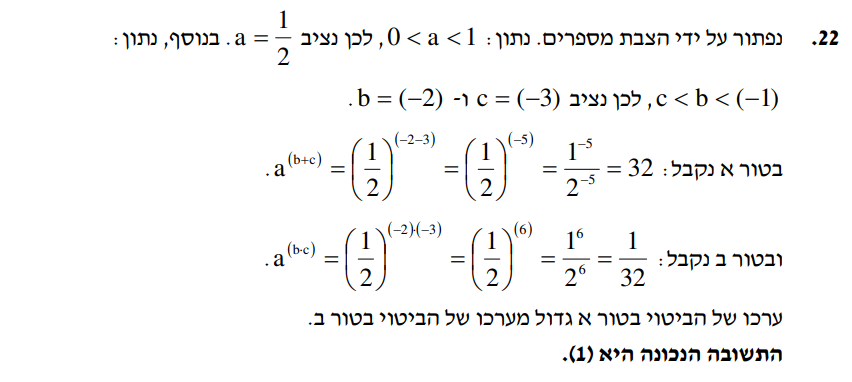 22. נפתור על ידי הצבת מספרים. נתון: 0 < a < 1, לכן נציב a = 1/2. בנוסף, נתון:
c < b < (−1), לכן נציב c = (−3) ו- b = (−2).
בטור א נקבל: a^(b+c) = (1/2)^(−2−3) = (1/2)^(−5) = 1^−5/2^−5 = 32.
ובטור ב נקבל: a^(b·c) = (1/2)^(−2)·(−3) = (1/2)^(6) = 1^6/2^6 = 1/32.
ערכו של הביטוי בטור א גדול מערכו של הביטוי בטור ב.
התשובה הנכונה היא (1).